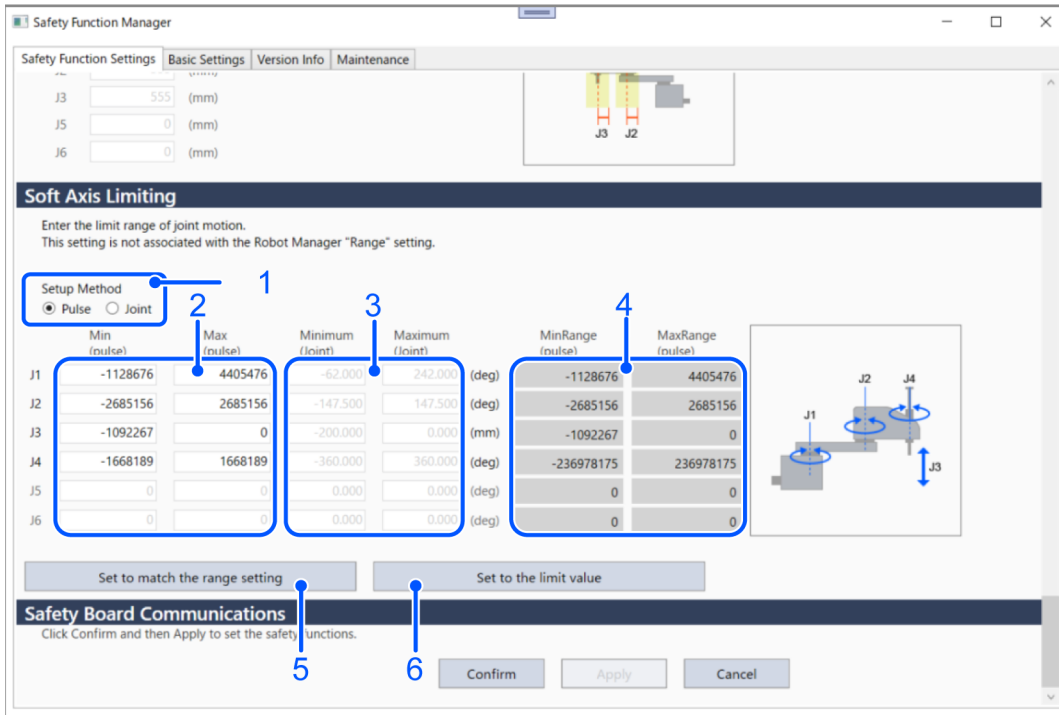 Safety Function Manager
Safety Function Settings Basic Settings Version Info Maintenance
J3 555 (mm)
J5 0 (mm)
J6 0 (mm)
J3 J2
Soft Axis Limiting
Enter the limit range of joint motion.
This setting is not associated with the Robot Manager "Range" setting.
1
Setup Method
Pulse Joint
2 3 4
Min (pulse) Max (pulse) Minimum (Joint) Maximum (Joint) MinRange (pulse) MaxRange (pulse)
J1 -1128676 4405476 -62.000 242.000 (deg) -1128676 4405476
J2 -2685156 2685156 -147.500 147.500 (deg) -2685156 2685156
J3 -1092267 0 -200.000 0.000 (mm) -1092267 0
J4 -1668189 1668189 -360.000 360.000 (deg) -236978175 236978175
J5 0 0 0.000 0.000 (deg) 0 0
J6 0 0 0.000 0.000 (deg) 0 0
J2 J4
J1
J3
Set to match the range setting Set to the limit value
Safety Board Communications
Click Confirm and then Apply to set the safety functions.
5 6
Confirm Apply Cancel